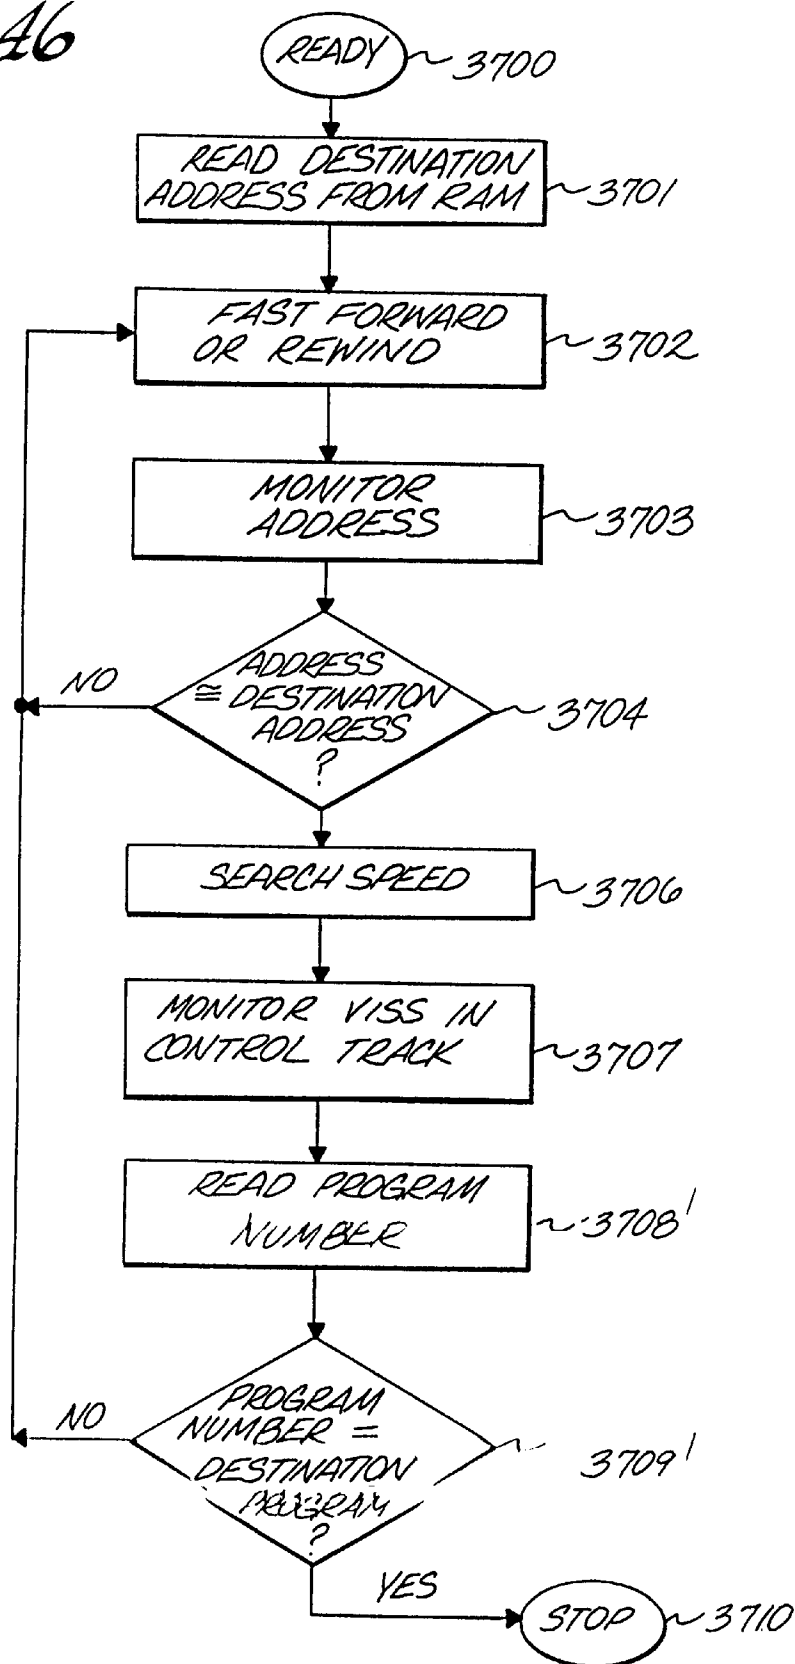 46
READY
3700
READ DESTINATION
ADDRESS FROM RAM
3701
FAST FORWARD
OR REWIND
3702
MONITOR
ADDRESS
3703
ADDRESS
≅ DESTINATION
ADDRESS
?
NO
3704
SEARCH SPEED
3706
MONITOR VISS IN
CONTROL TRACK
3707
READ PROGRAM
NUMBER
3708'
PROGRAM
NUMBER =
DESTINATION
PROGRAM
?
NO
3709'
YES
STOP
3710